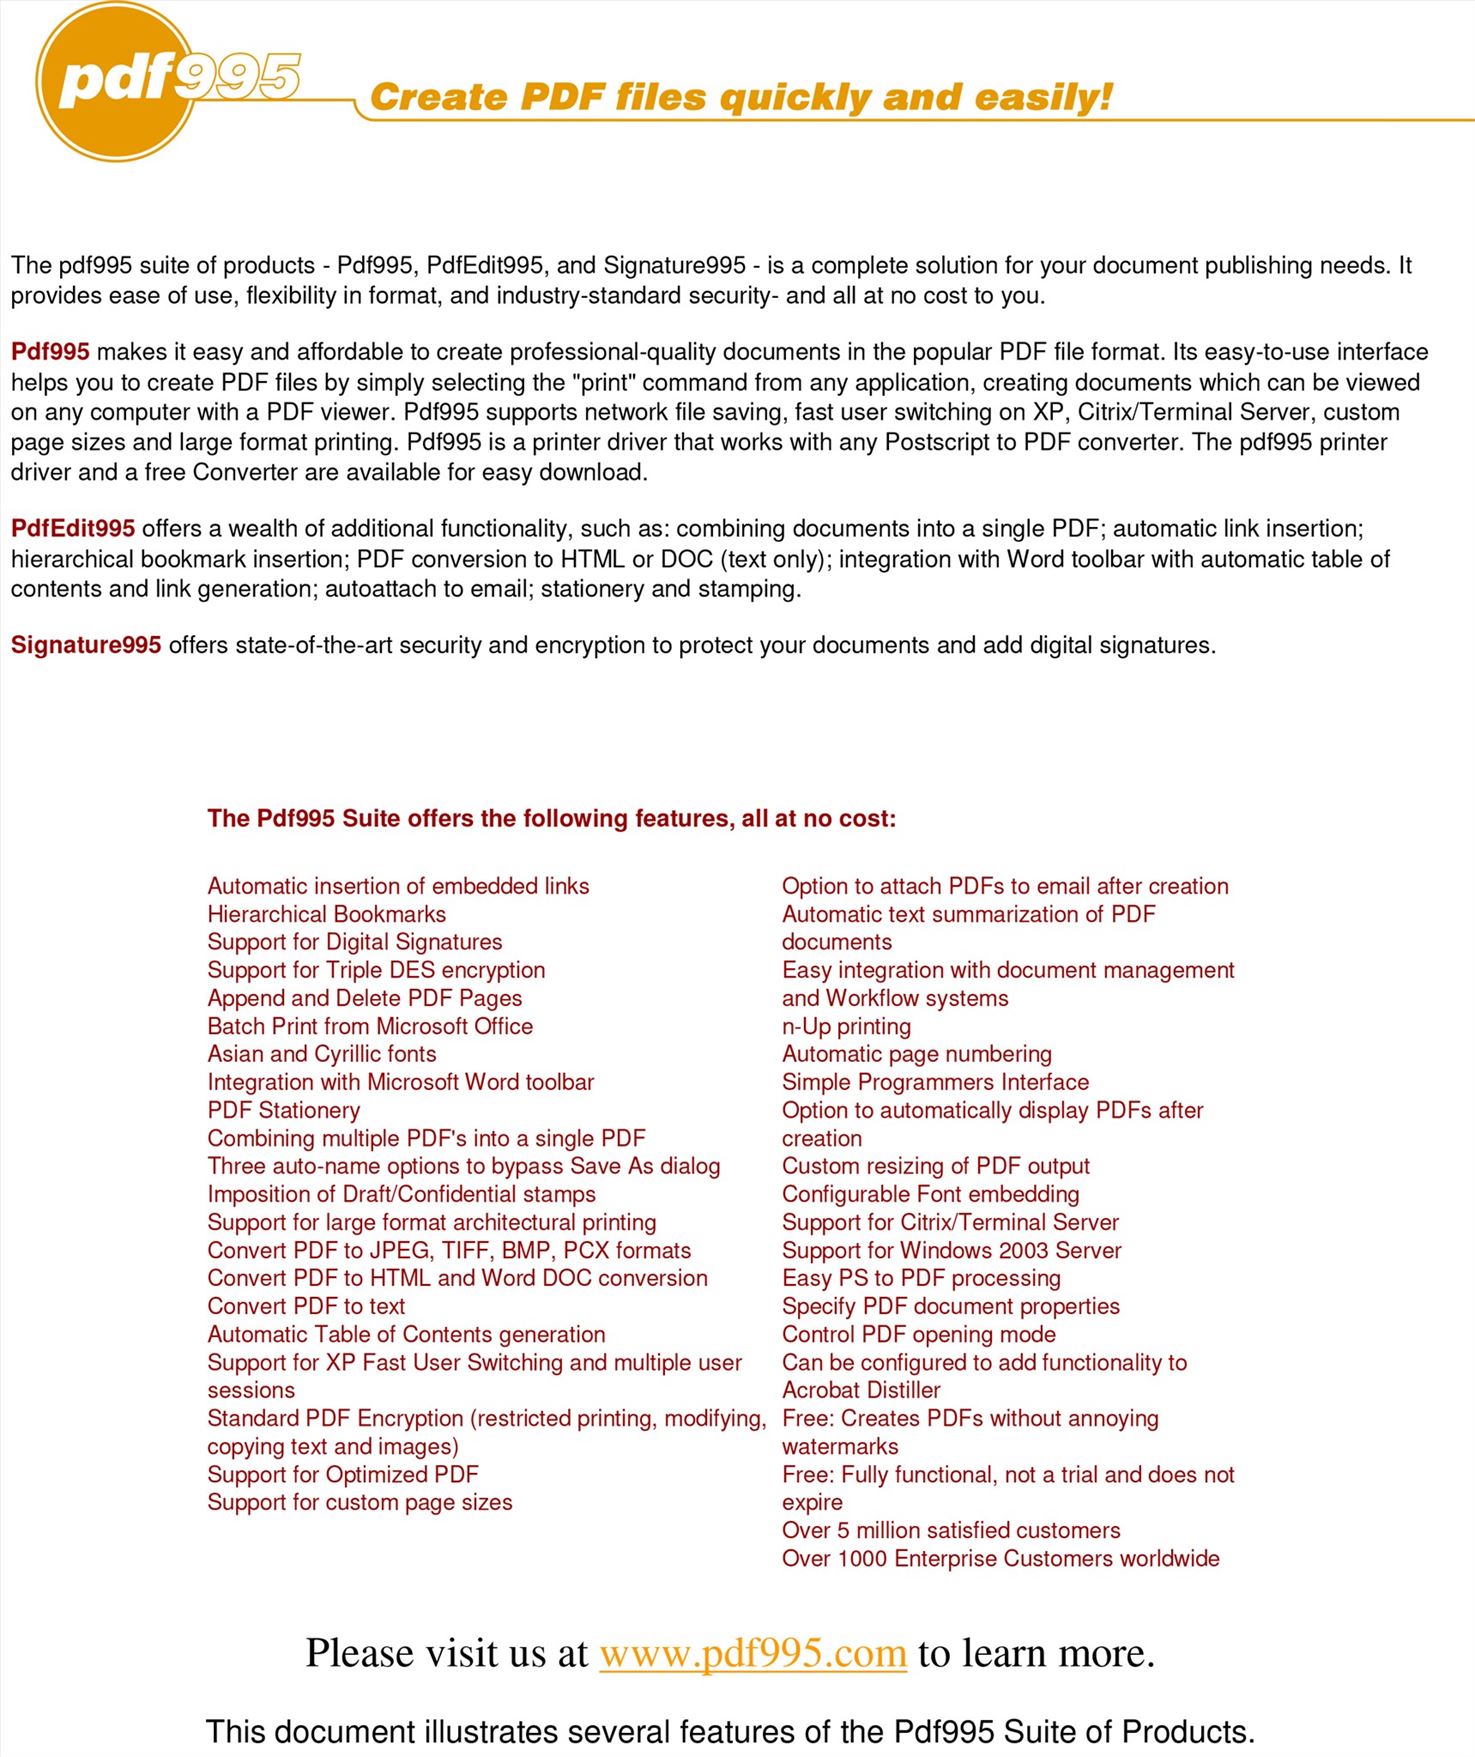 pdf995
Create PDF files quickly and easily!
The pdf995 suite of products - Pdf995, PdfEdit995, and Signature995 - is a complete solution for your document publishing needs. It
provides ease of use, flexibility in format, and industry-standard security- and all at no cost to you.
Pdf995 makes it easy and affordable to create professional-quality documents in the popular PDF file format. Its easy-to-use interface
helps you to create PDF files by simply selecting the "print" command from any application, creating documents which can be viewed
on any computer with a PDF viewer. Pdf995 supports network file saving, fast user switching on XP, Citrix/Terminal Server, custom
page sizes and large format printing. Pdf995 is a printer driver that works with any Postscript to PDF converter. The pdf995 printer
driver and a free Converter are available for easy download.
PdfEdit995 offers a wealth of additional functionality, such as: combining documents into a single PDF; automatic link insertion;
hierarchical bookmark insertion; PDF conversion to HTML or DOC (text only); integration with Word toolbar with automatic table of
contents and link generation; autoattach to email; stationery and stamping.
Signature995 offers state-of-the-art security and encryption to protect your documents and add digital signatures.
The Pdf995 Suite offers the following features, all at no cost:
Automatic insertion of embedded links
Hierarchical Bookmarks
Support for Digital Signatures
Support for Triple DES encryption
Append and Delete PDF Pages
Batch Print from Microsoft Office
Asian and Cyrillic fonts
Integration with Microsoft Word toolbar
PDF Stationery
Combining multiple PDF's into a single PDF
Three auto-name options to bypass Save As dialog
Imposition of Draft/Confidential stamps
Support for large format architectural printing
Convert PDF to JPEG, TIFF, BMP, PCX formats
Convert PDF to HTML and Word DOC conversion
Convert PDF to text
Automatic Table of Contents generation
Support for XP Fast User Switching and multiple user
sessions
Standard PDF Encryption (restricted printing, modifying,
copying text and images)
Support for Optimized PDF
Support for custom page sizes
Option to attach PDFs to email after creation
Automatic text summarization of PDF
documents
Easy integration with document management
and Workflow systems
n-Up printing
Automatic page numbering
Simple Programmers Interface
Option to automatically display PDFs after
creation
Custom resizing of PDF output
Configurable Font embedding
Support for Citrix/Terminal Server
Support for Windows 2003 Server
Easy PS to PDF processing
Specify PDF document properties
Control PDF opening mode
Can be configured to add functionality to
Acrobat Distiller
Free: Creates PDFs without annoying
watermarks
Free: Fully functional, not a trial and does not
expire
Over 5 million satisfied customers
Over 1000 Enterprise Customers worldwide
Please visit us at www.pdf995.com to learn more.
This document illustrates several features of the Pdf995 Suite of Products.